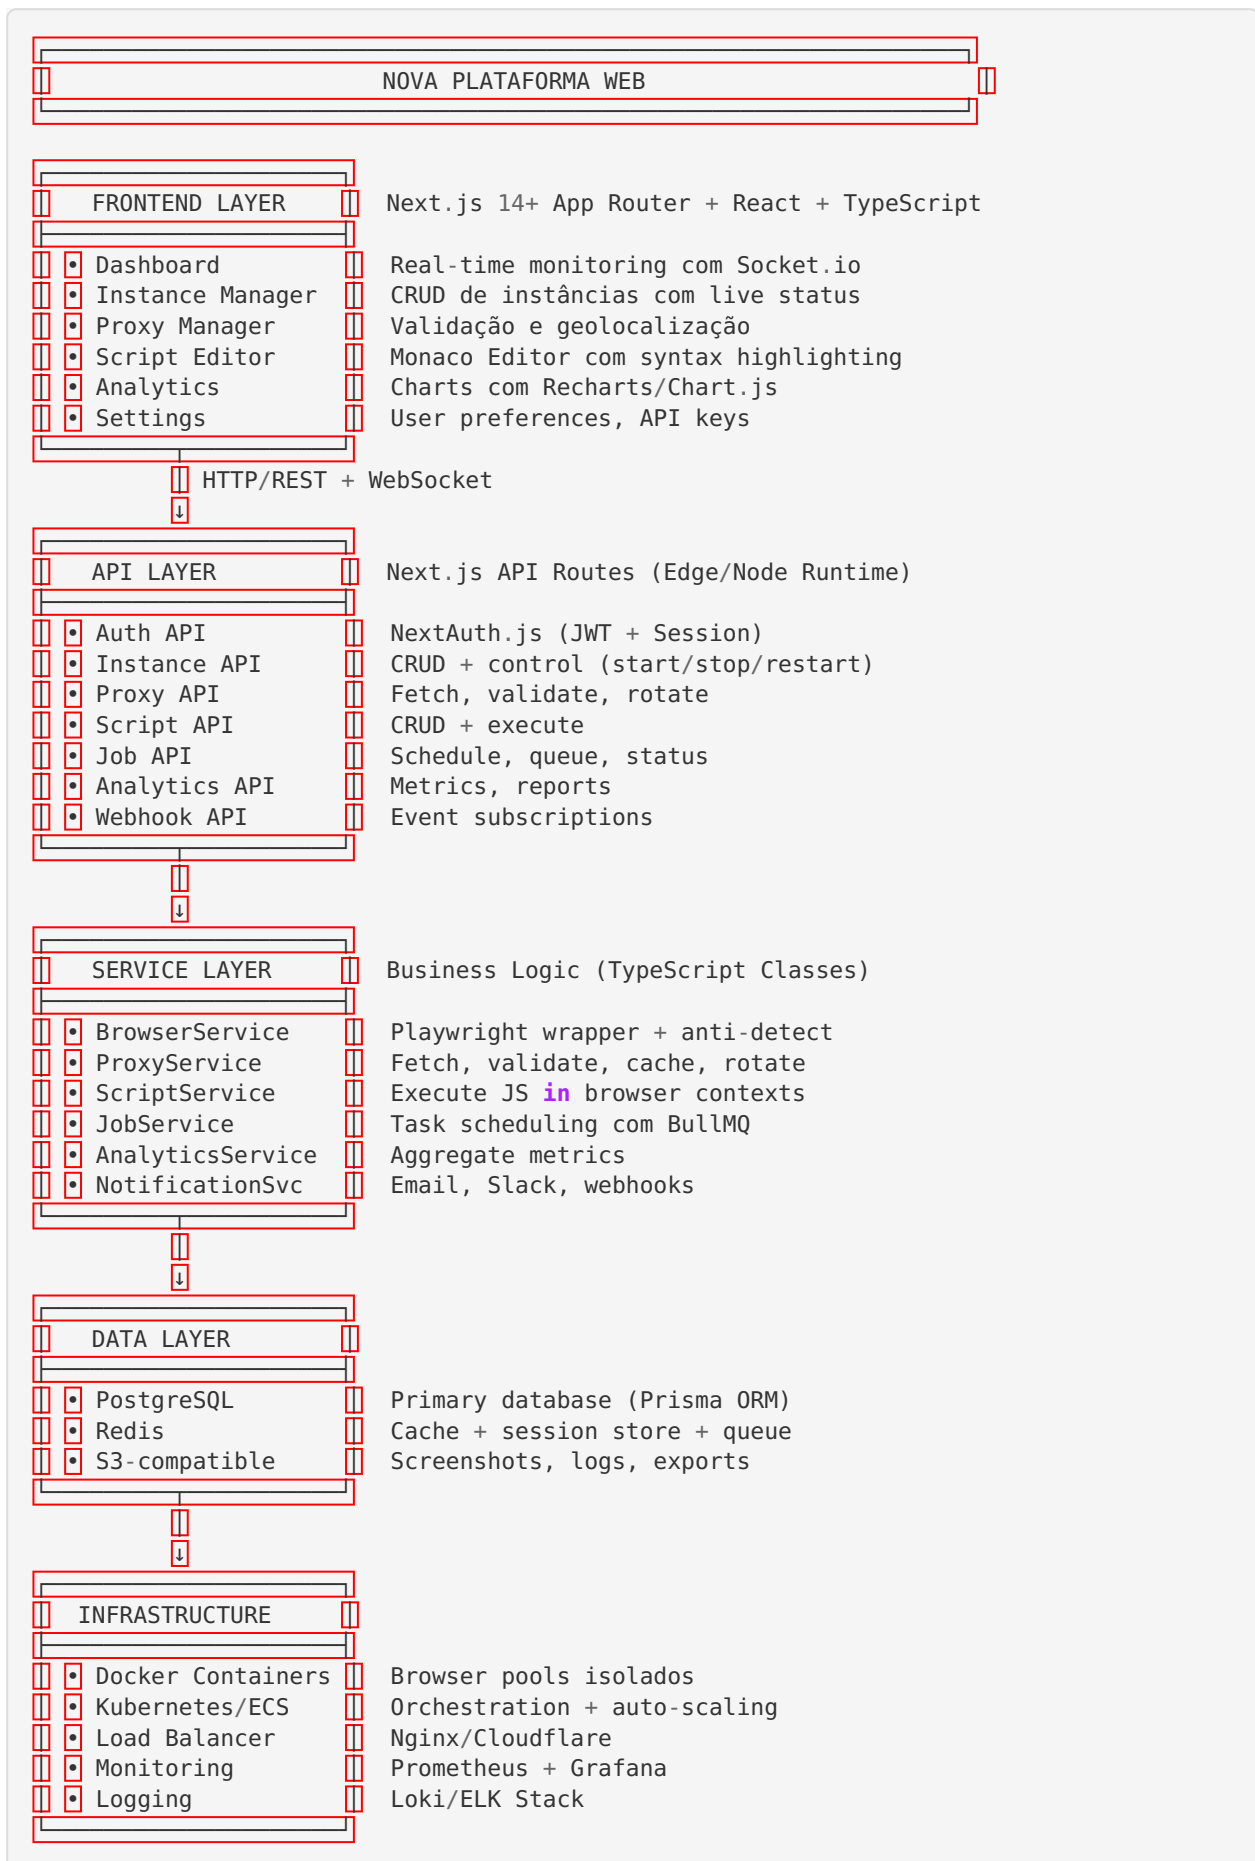 ┌─────────────────────────────────────────────────────────────────┐
│ NOVA PLATAFORMA WEB │
└─────────────────────────────────────────────────────────────────┘
┌─────────────────────┐
│ FRONTEND LAYER │ Next.js 14+ App Router + React + TypeScript
├─────────────────────┤
│ • Dashboard │ Real-time monitoring com Socket.io
│ • Instance Manager │ CRUD de instâncias com live status
│ • Proxy Manager │ Validação e geolocalização
│ • Script Editor │ Monaco Editor com syntax highlighting
│ • Analytics │ Charts com Recharts/Chart.js
│ • Settings │ User preferences, API keys
└─────────┬───────────┘
│ HTTP/REST + WebSocket
↓
┌─────────────────────┐
│ API LAYER │ Next.js API Routes (Edge/Node Runtime)
├─────────────────────┤
│ • Auth API │ NextAuth.js (JWT + Session)
│ • Instance API │ CRUD + control (start/stop/restart)
│ • Proxy API │ Fetch, validate, rotate
│ • Script API │ CRUD + execute
│ • Job API │ Schedule, queue, status
│ • Analytics API │ Metrics, reports
│ • Webhook API │ Event subscriptions
└─────────┬───────────┘
│
↓
┌─────────────────────┐
│ SERVICE LAYER │ Business Logic (TypeScript Classes)
├─────────────────────┤
│ • BrowserService │ Playwright wrapper + anti-detect
│ • ProxyService │ Fetch, validate, cache, rotate
│ • ScriptService │ Execute JS in browser contexts
│ • JobService │ Task scheduling com BullMQ
│ • AnalyticsService │ Aggregate metrics
│ • NotificationSvc │ Email, Slack, webhooks
└─────────┬───────────┘
│
↓
┌─────────────────────┐
│ DATA LAYER │
├─────────────────────┤
│ • PostgreSQL │ Primary database (Prisma ORM)
│ • Redis │ Cache + session store + queue
│ • S3-compatible │ Screenshots, logs, exports
└─────────┬───────────┘
│
↓
┌─────────────────────┐
│ INFRASTRUCTURE │
├─────────────────────┤
│ • Docker Containers │ Browser pools isolados
│ • Kubernetes/ECS │ Orchestration + auto-scaling
│ • Load Balancer │ Nginx/Cloudflare
│ • Monitoring │ Prometheus + Grafana
│ • Logging │ Loki/ELK Stack
└─────────────────────┘